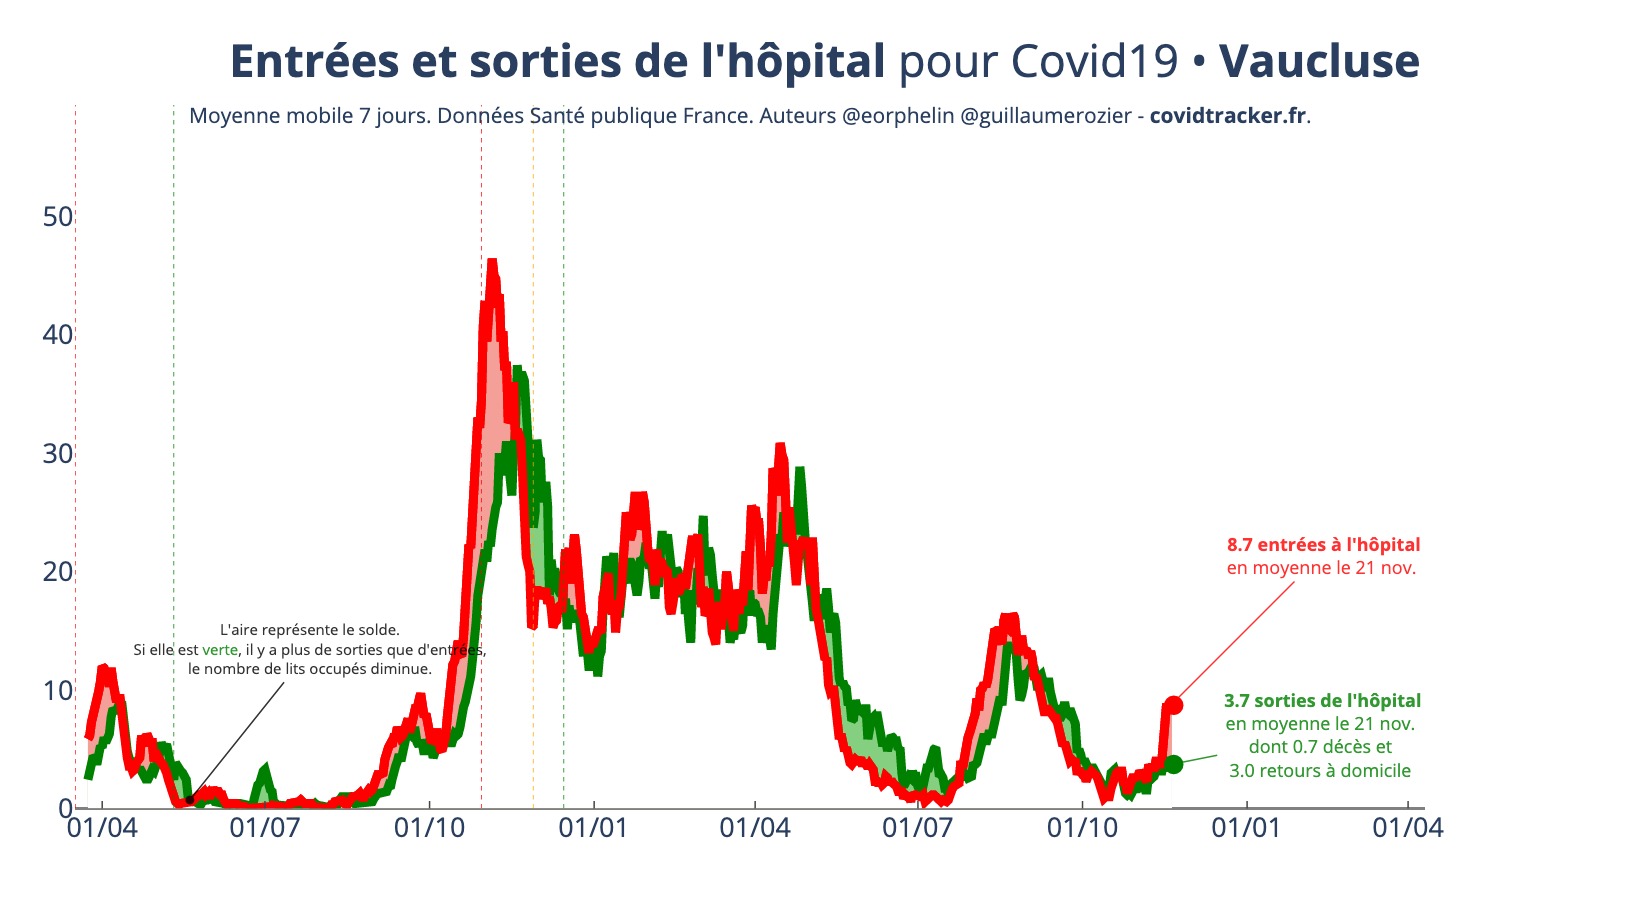 Entrées et sorties de l'hôpital pour Covid19 • Vaucluse
Moyenne mobile 7 jours. Données Santé publique France. Auteurs @eorphelin @guillaumerozier - covidtracker.fr.
50
40
30
20
10
0
8.7 entrées à l'hôpital
en moyenne le 21 nov.
L'aire représente le solde.
Si elle est verte, il y a plus de sorties que d'entrées,
le nombre de lits occupés diminue.
3.7 sorties de l'hôpital
en moyenne le 21 nov.
dont 0.7 décès et
3.0 retours à domicile
01/04 01/07 01/10 01/01 01/04 01/07 01/10 01/01 01/04